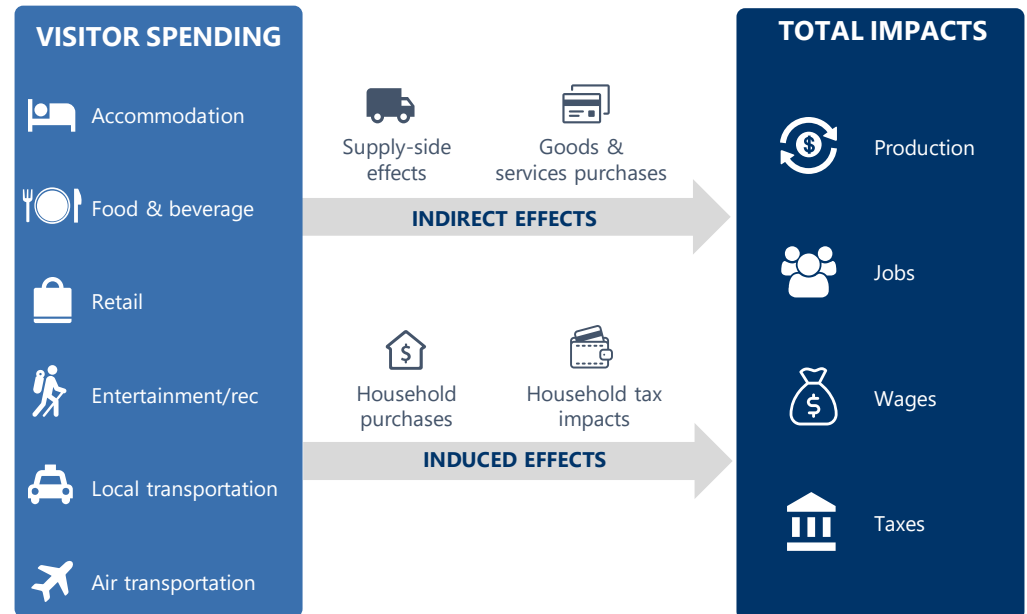 VISITOR SPENDING
Accommodation
Food & beverage
Retail
Entertainment/rec
Local transportation
Air transportation
Supply-side
effects
Goods &
services purchases
INDIRECT EFFECTS
Household
purchases
Household tax
impacts
INDUCED EFFECTS
TOTAL IMPACTS
$
Production
Jobs
$
Wages
Taxes